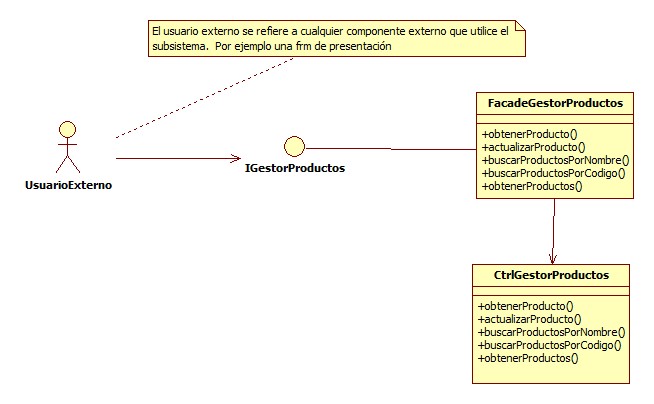 El usuario externo se refiere a cualquier componente externo que utilice el
subsistema.  Por ejemplo una frm de presentación
UsuarioExterno
IGestorProductos
FacadeGestorProductos
+obtenerProducto()
+actualizarProducto()
+buscarProductosPorNombre()
+buscarProductosPorCodigo()
+obtenerProductos()
CtrlGestorProductos
+obtenerProducto()
+actualizarProducto()
+buscarProductosPorNombre()
+buscarProductosPorCodigo()
+obtenerProductos()